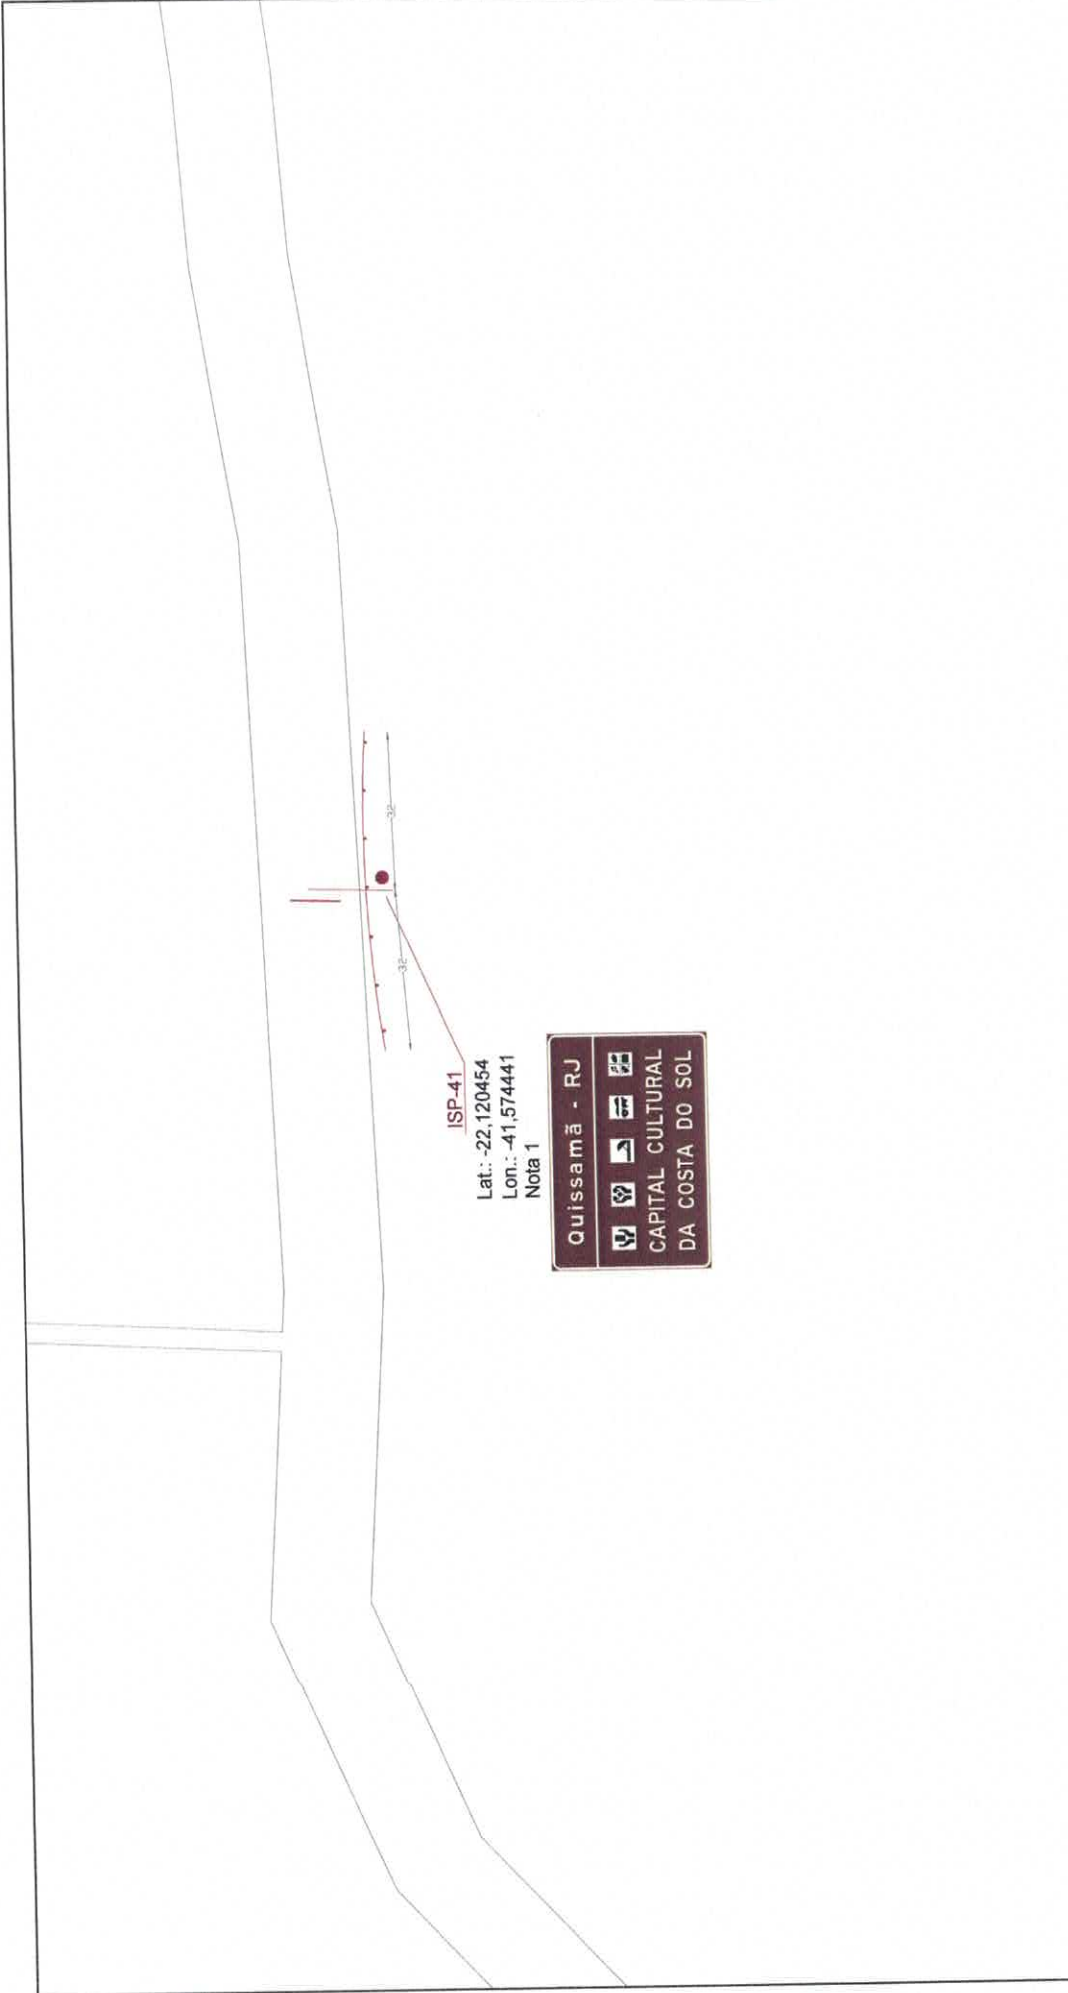 32
32
ISP-41
Lat.: -22,120454
Lon.: -41,574441
Nota 1
Quissamã - RJ
CAPITAL CULTURAL
DA COSTA DO SOL